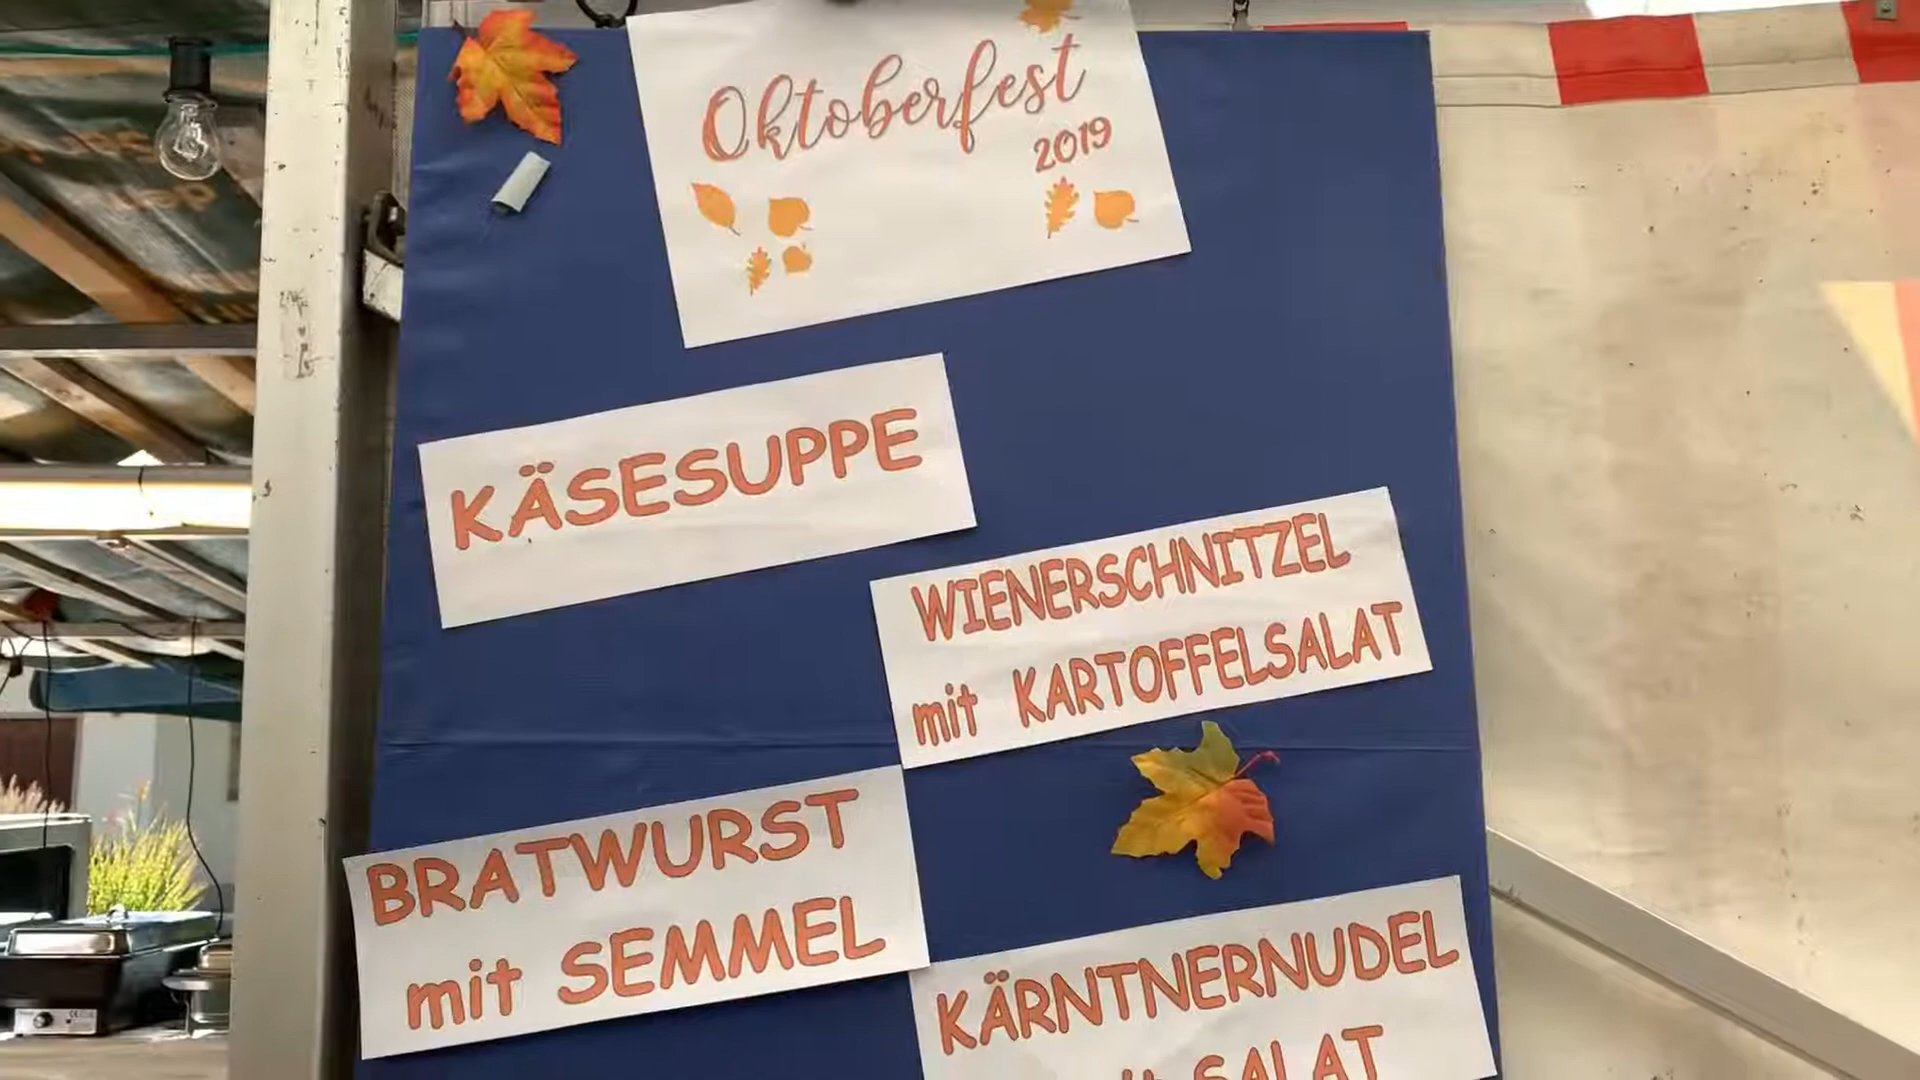 Oktoberfest
2019
KÄSESUPPE
WIENERSCHNITZEL
mit KARTOFFELSALAT
BRATWURST
mit SEMMEL
KÄRNTNERNUDEL
SALAT